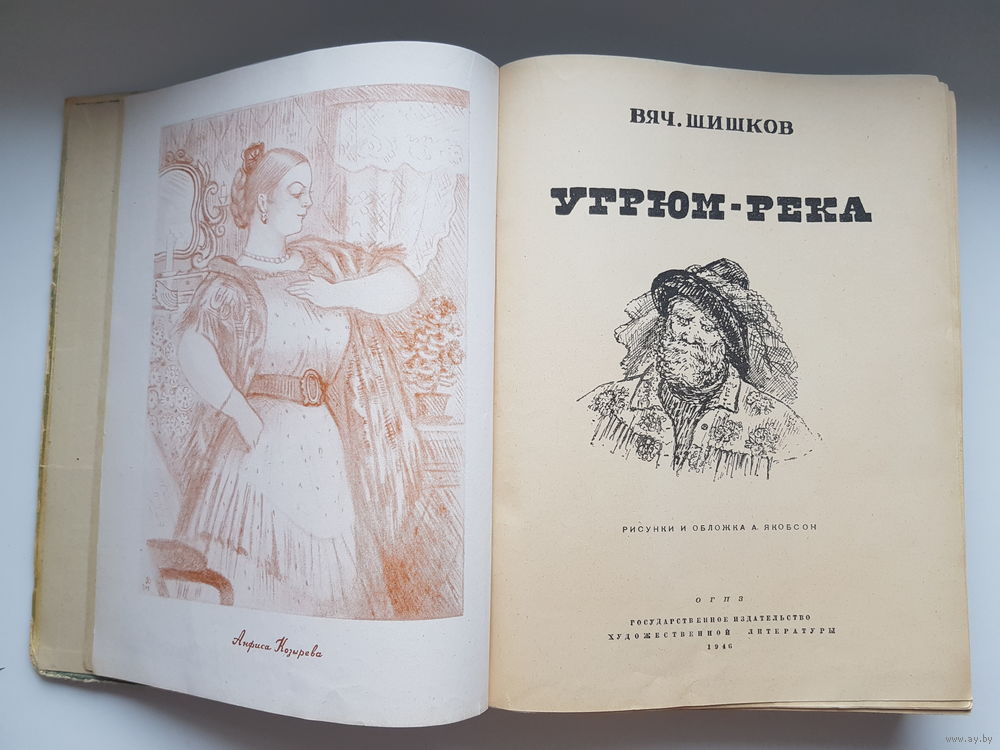 Анфиса Козырева
ВЯЧ. ШИШКОВ
УГРЮМ-РЕКА
РИСУНКИ И ОБЛОЖКА А. ЯКОБСОН
ОГИЗ
ГОСУДАРСТВЕННОЕ ИЗДАТЕЛЬСТВО
ХУДОЖЕСТВЕННОЙ ЛИТЕРАТУРЫ
1946
www.ay.by